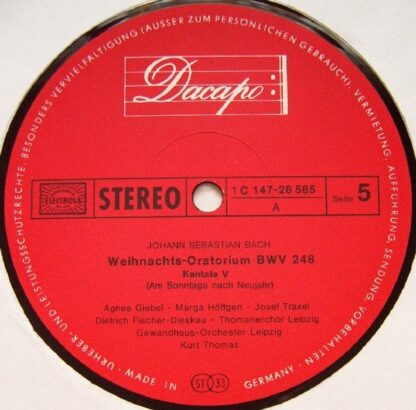 (AUSSER ZUM PERSÖNLICHEN GEBRAUCH), VERMIETUNG, AUFFÜHRUNG, SENDUNG VORBEHALTEN
URHEBER- UND LEISTUNGSSCHUTZRECHTE, BESONDERS VERVIELFÄLTIGUNG
Dacapo
ELECTROLA
STEREO
1 C 147-28 585
A
Seite 5
JOHANN SEBASTIAN BACH
Weihnachts-Oratorium BWV 248
Kantate V
(Am Sonntage nach Neujahr)
Agnes Giebel - Marga Höffgen - Josef Traxel
Dietrich Fischer-Dieskau - Thomanerchor Leipzig
Gewandhaus-Orchester Leipzig
Kurt Thomas
MADE IN GERMANY
ST 33